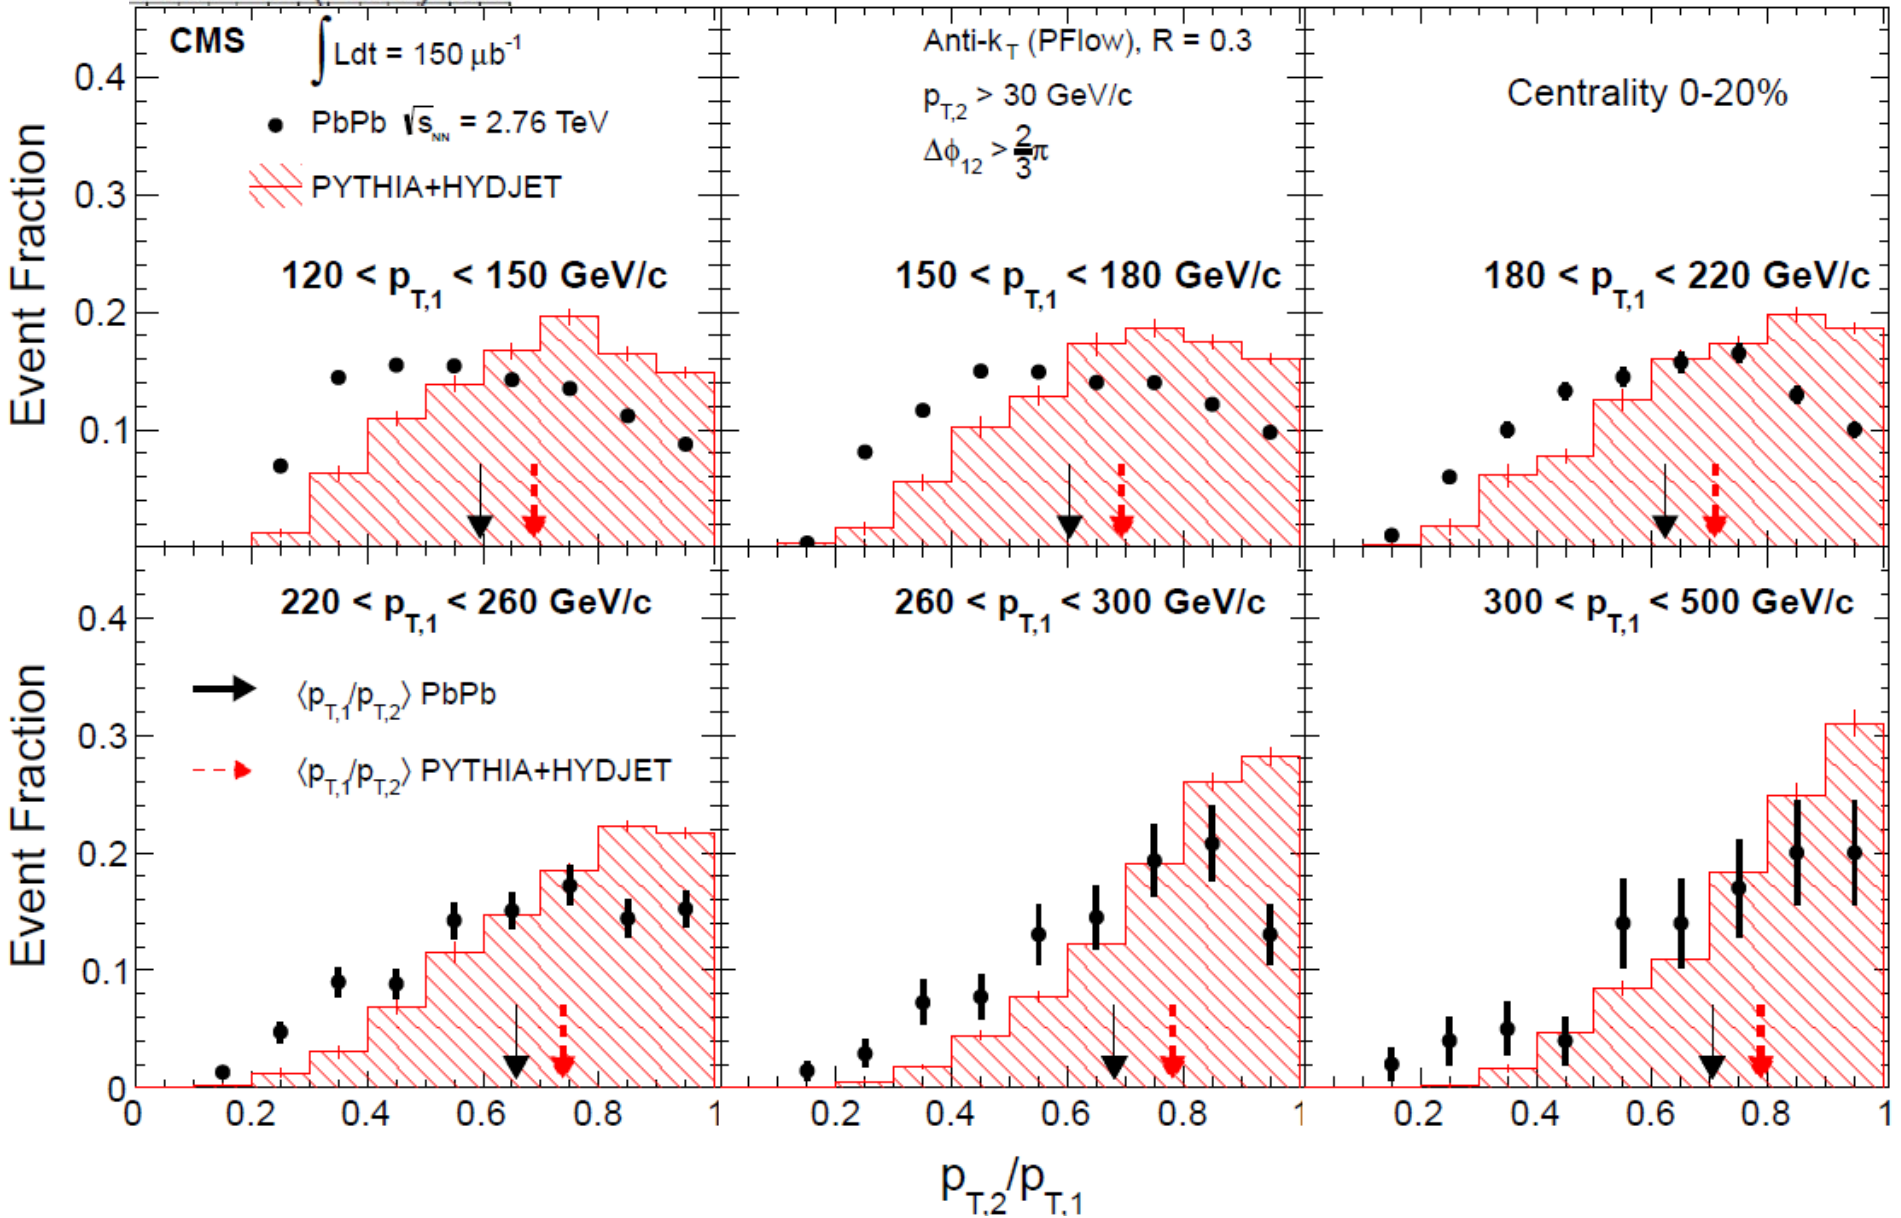 CMS
∫ Ldt = 150 μb⁻¹
PbPb √s_NN = 2.76 TeV
PYTHIA+HYDJET
120 < p_T,1 < 150 GeV/c
Anti-k_T (PFlow), R = 0.3
p_T,2 > 30 GeV/c
Δϕ_12 > 2/3 π
150 < p_T,1 < 180 GeV/c
Centrality 0-20%
180 < p_T,1 < 220 GeV/c
Event Fraction
0.4
0.3
0.2
0.1
220 < p_T,1 < 260 GeV/c
⟨p_T,1/p_T,2⟩ PbPb
⟨p_T,1/p_T,2⟩ PYTHIA+HYDJET
260 < p_T,1 < 300 GeV/c
300 < p_T,1 < 500 GeV/c
Event Fraction
0.4
0.3
0.2
0.1
0
0 0.2 0.4 0.6 0.8 1
0.2 0.4 0.6 0.8 1
0.2 0.4 0.6 0.8 1
p_T,2/p_T,1